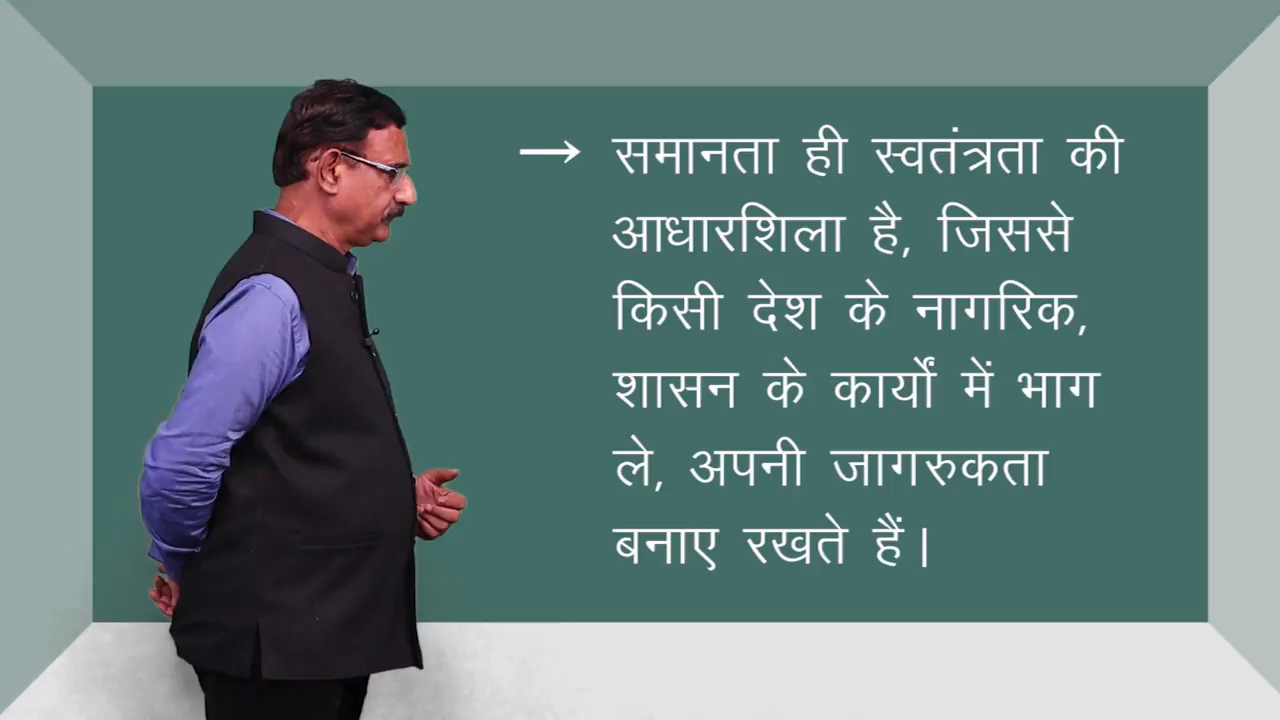 → समानता ही स्वतंत्रता की
आधारशिला है, जिससे
किसी देश के नागरिक,
शासन के कार्यों में भाग
ले, अपनी जागरुकता
बनाए रखते हैं।